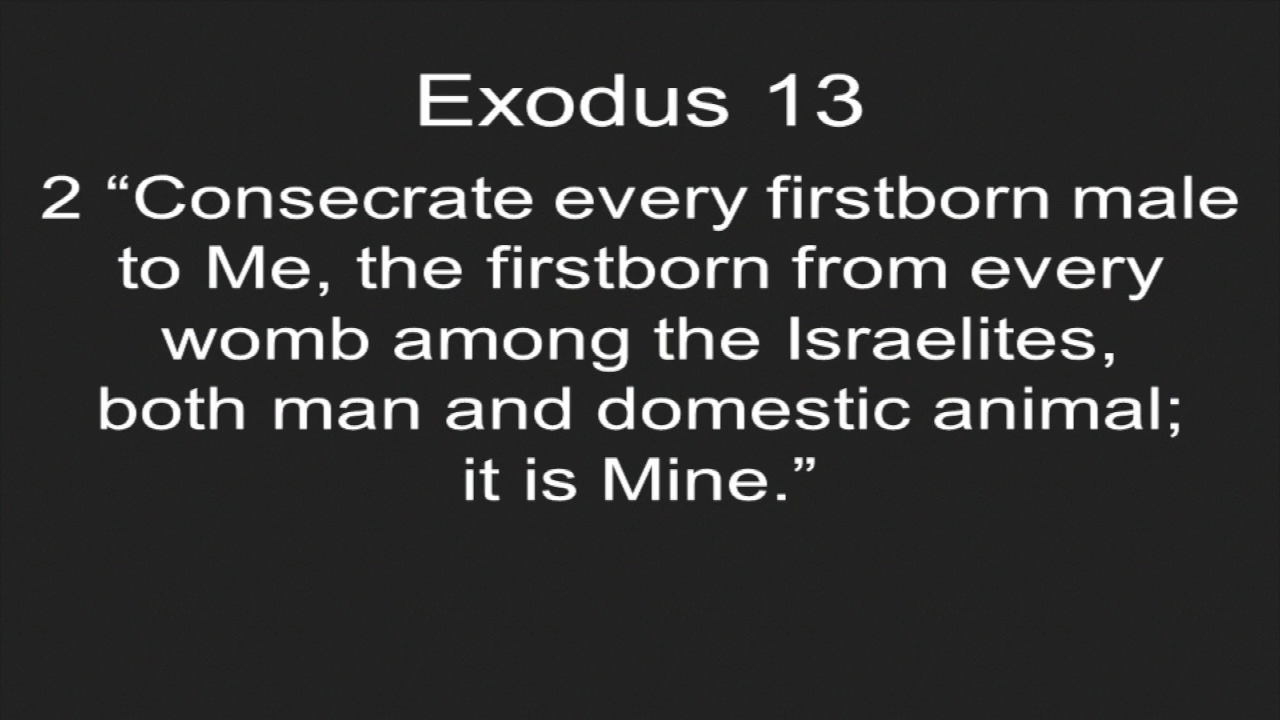 Exodus 13
2 “Consecrate every firstborn male
to Me, the firstborn from every
womb among the Israelites,
both man and domestic animal;
it is Mine.”